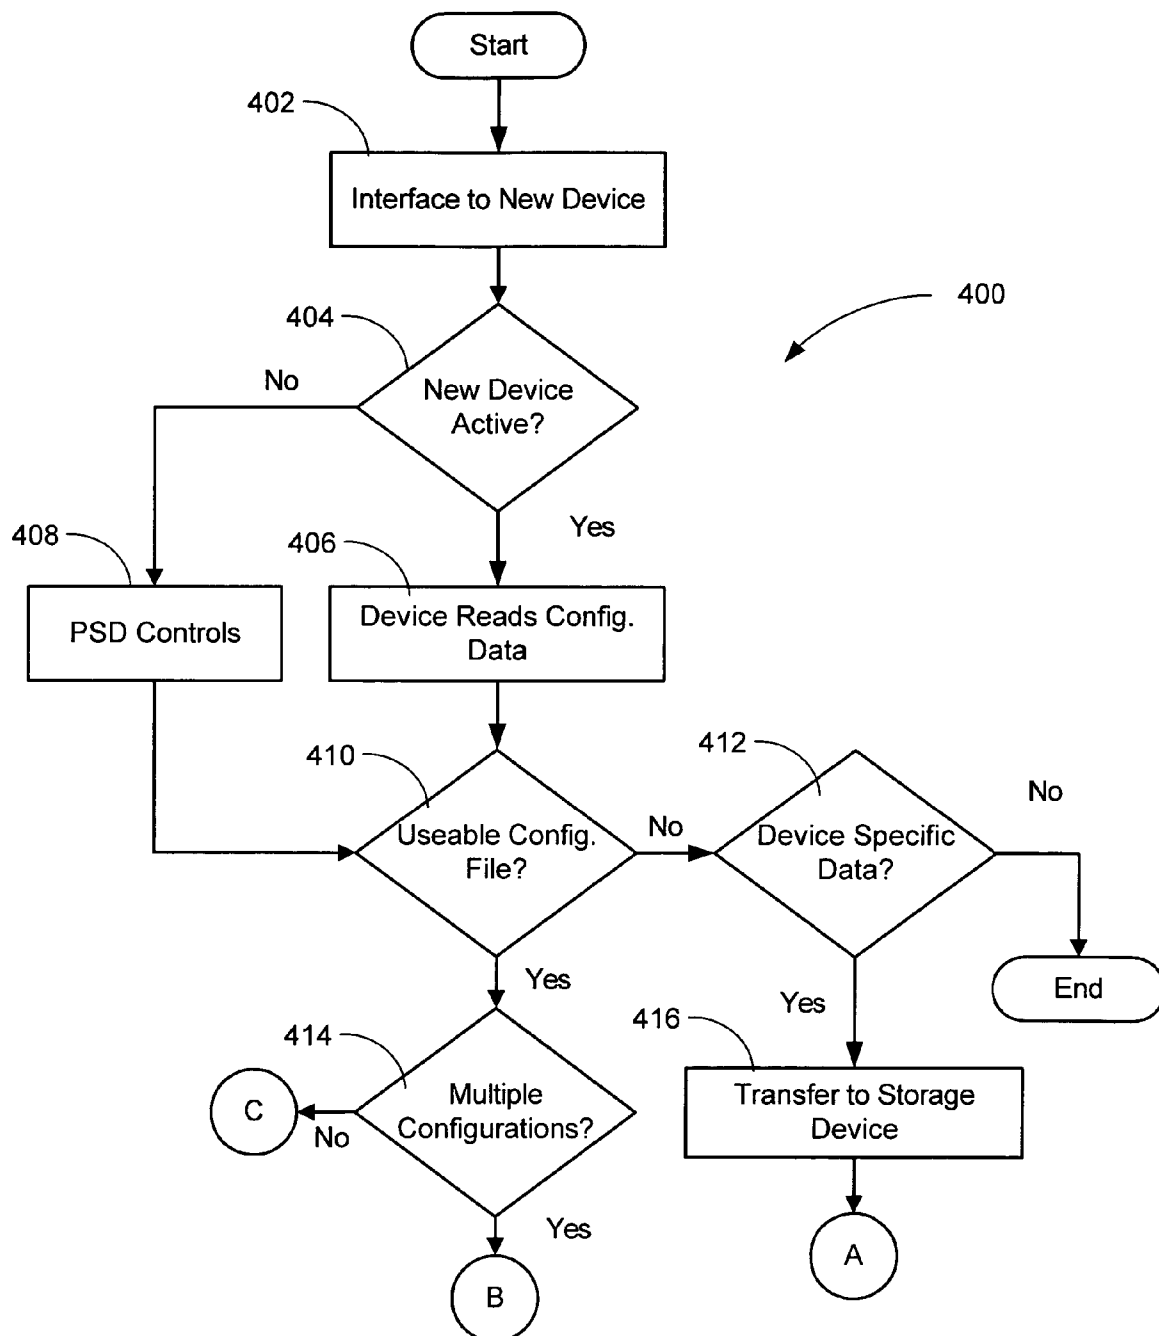 Start
402
Interface to New Device
400
404
No
New Device
Active?
Yes
408
406
PSD Controls
Device Reads Config.
Data
410
412
No
Useable Config.
File?
No
Device Specific
Data?
Yes
End
Yes
414
416
C
No
Multiple
Configurations?
Transfer to Storage
Device
Yes
B
A